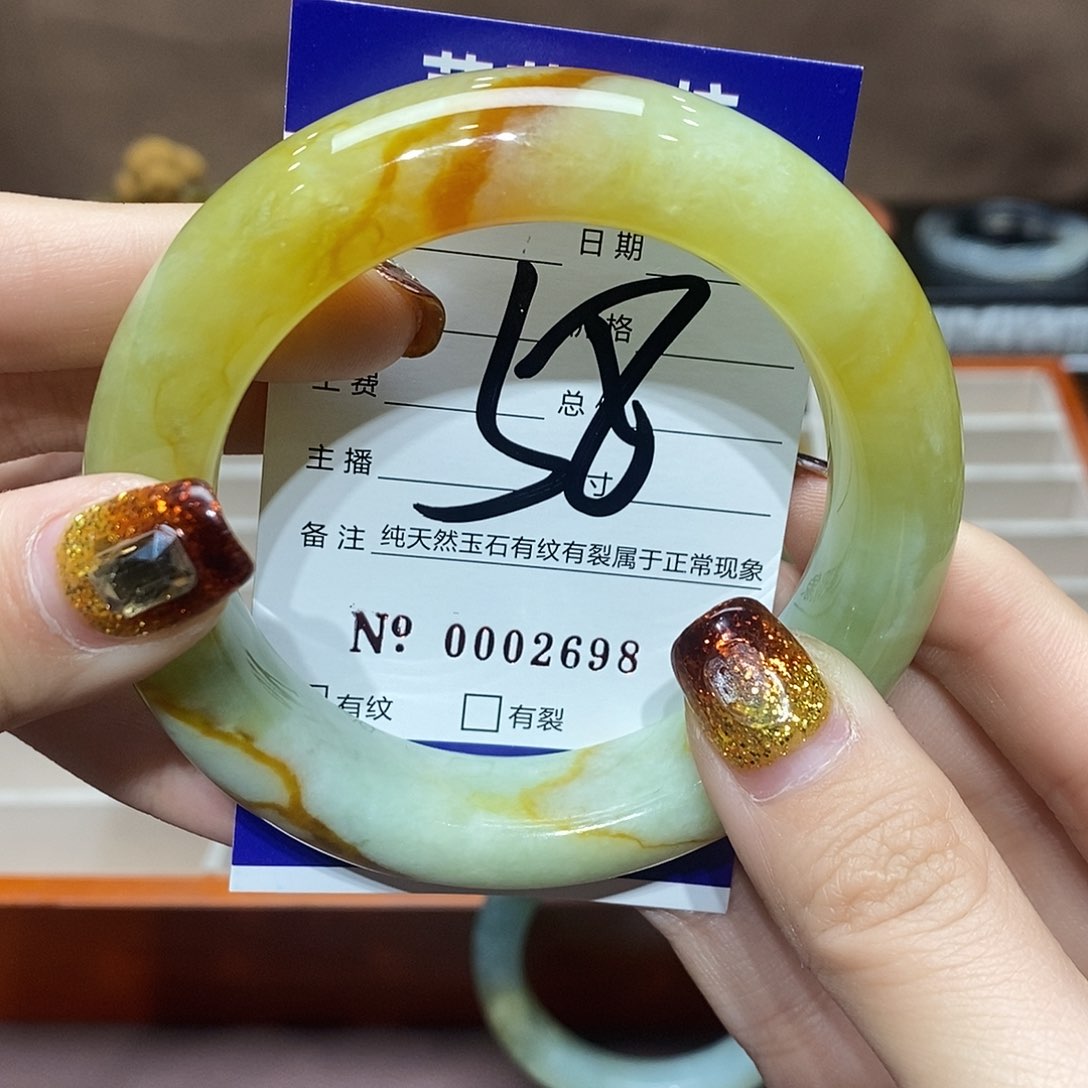 日期
格
工费
总
主播
寸
58
备注 纯天然玉石有纹有裂属于正常现象
Nº 0002698
有纹 □有裂